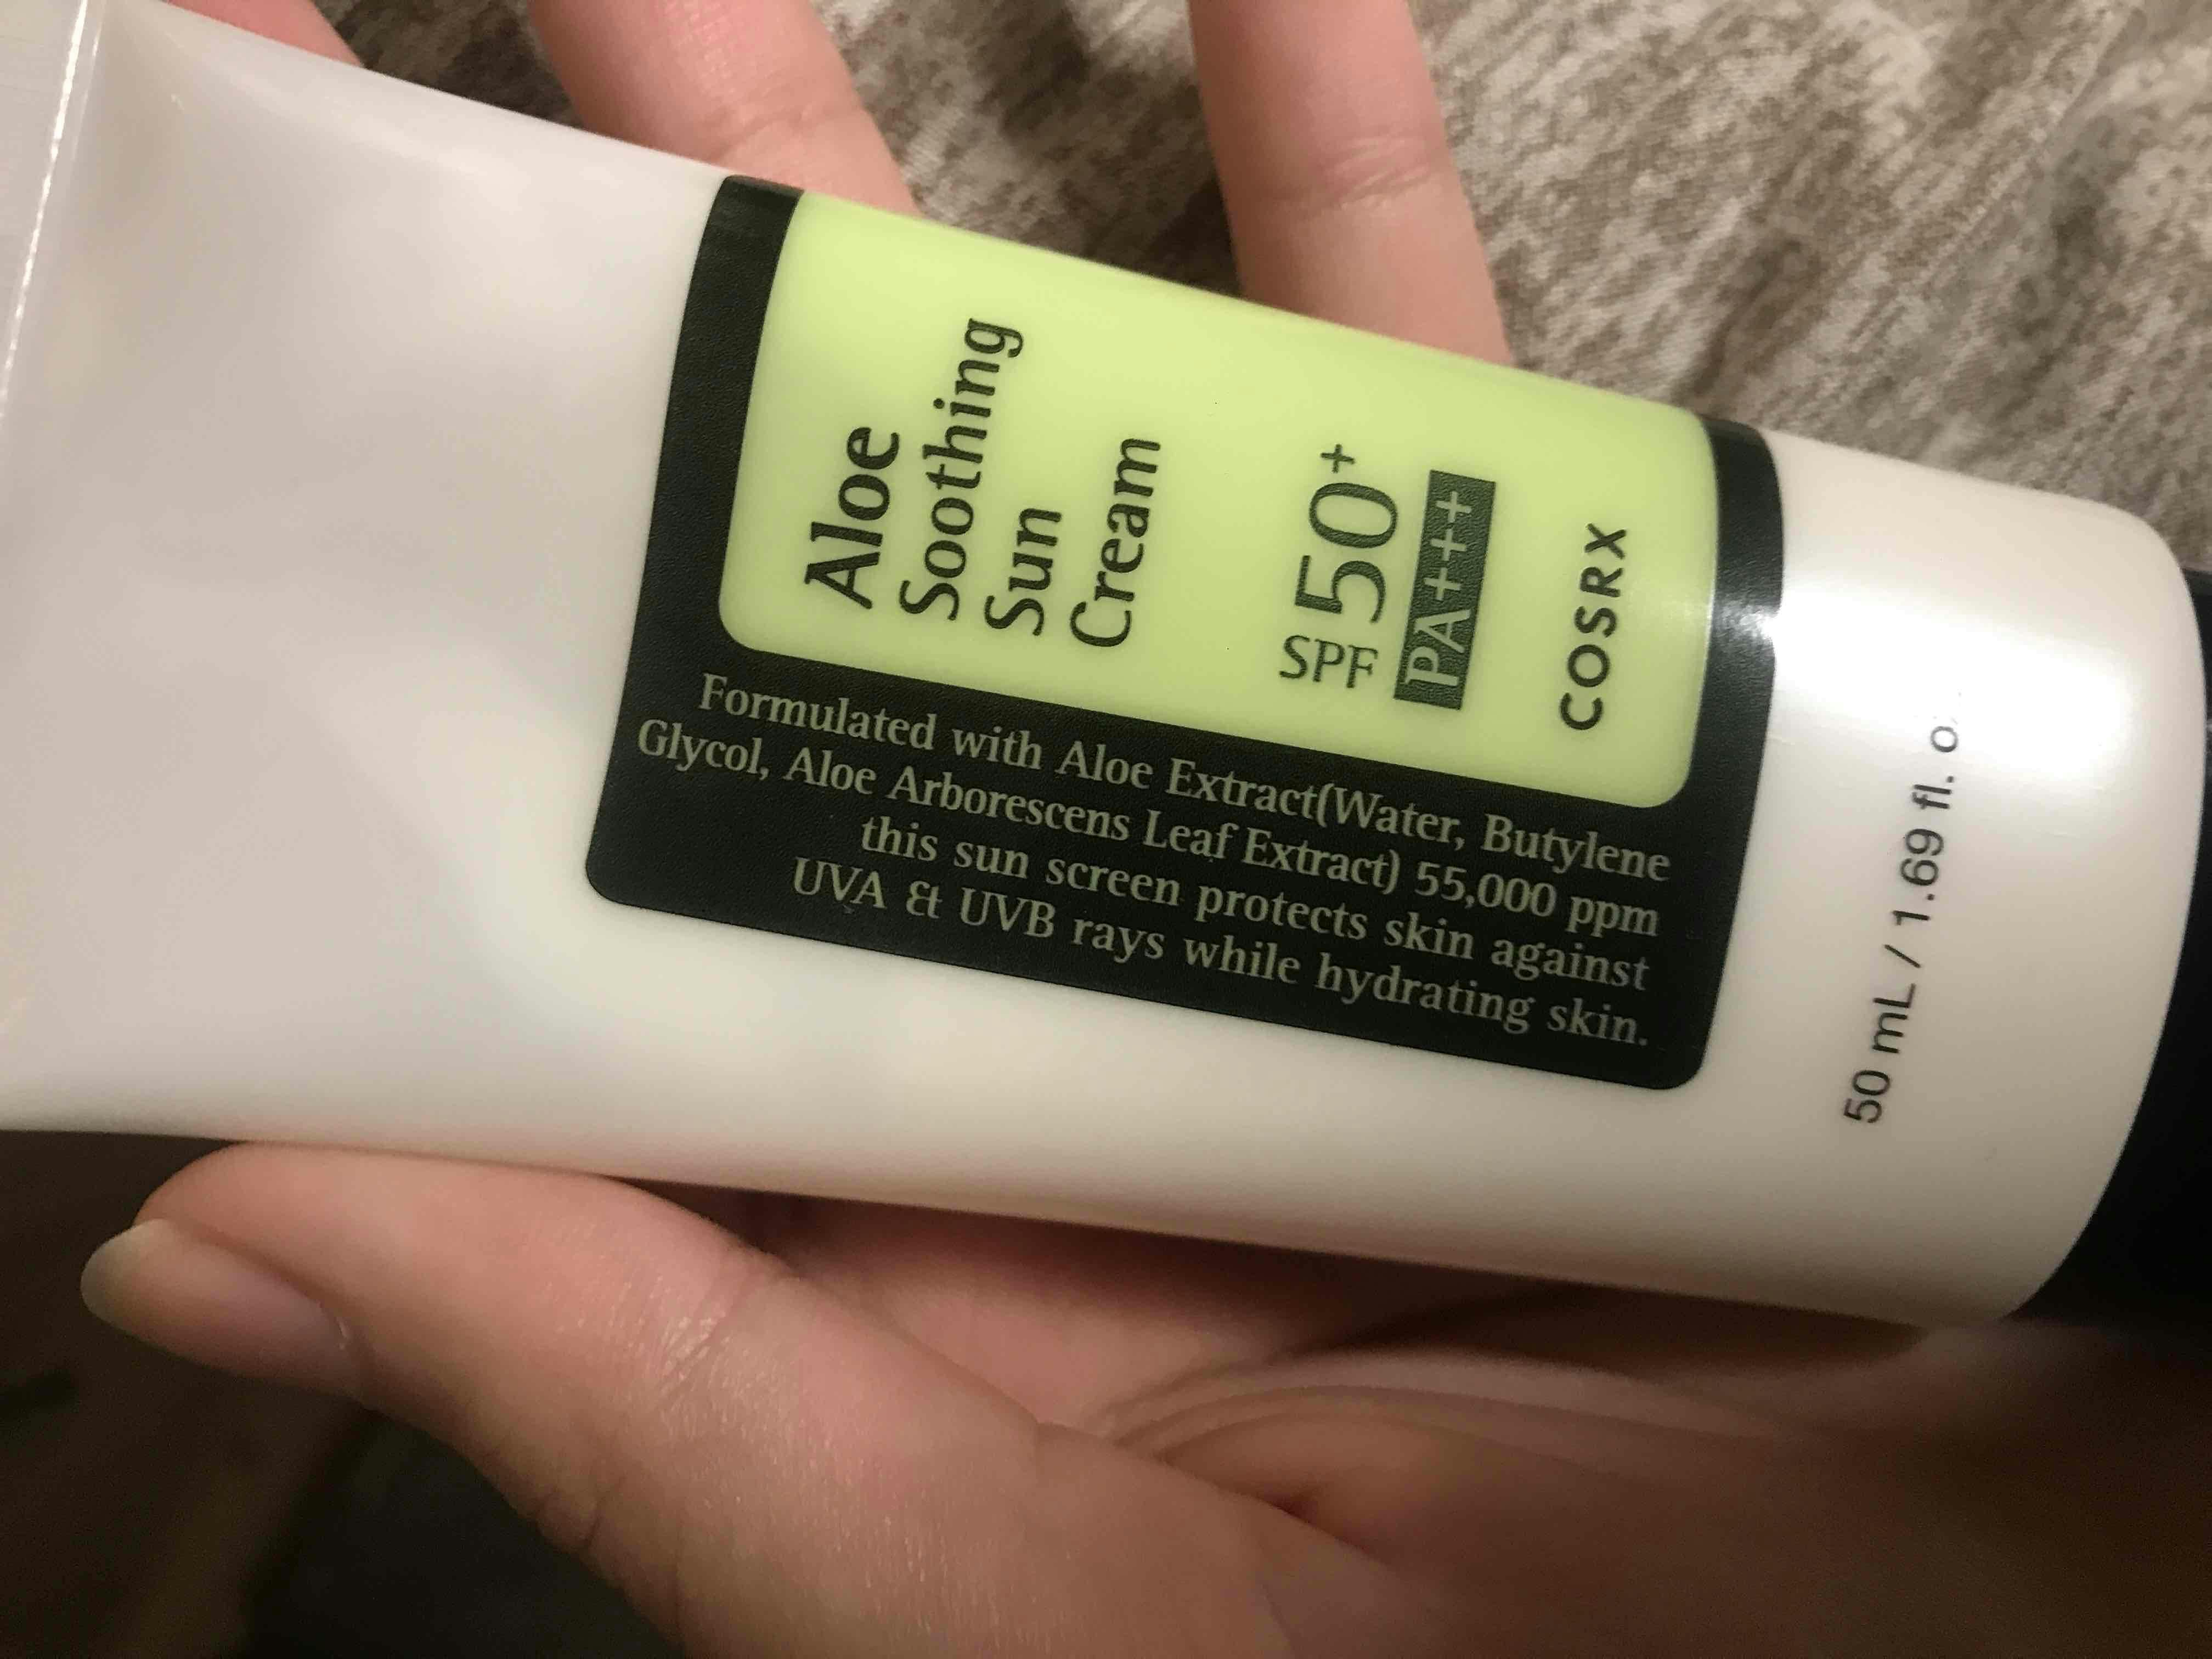 Aloe
Soothing
Sun
Cream
SPF 50+
PA+++
COSRX
Formulated with Aloe Extract(Water, Butylene
Glycol, Aloe Arborescens Leaf Extract) 55,000 ppm
this sun screen protects skin against
UVA & UVB rays while hydrating skin.
50 mL / 1.69 fl.